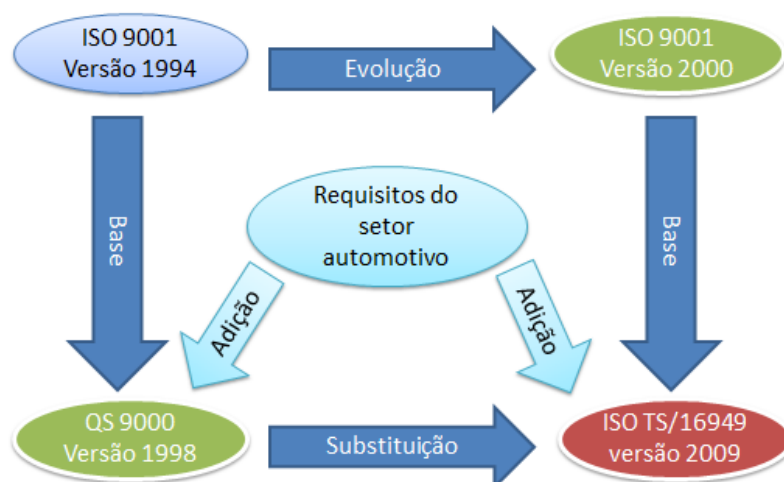 ISO 9001
Versão 1994
Evolução
ISO 9001
Versão 2000
Base
Requisitos do
setor
automotivo
Base
Adição
Adição
QS 9000
Versão 1998
Substituição
ISO TS/16949
versão 2009